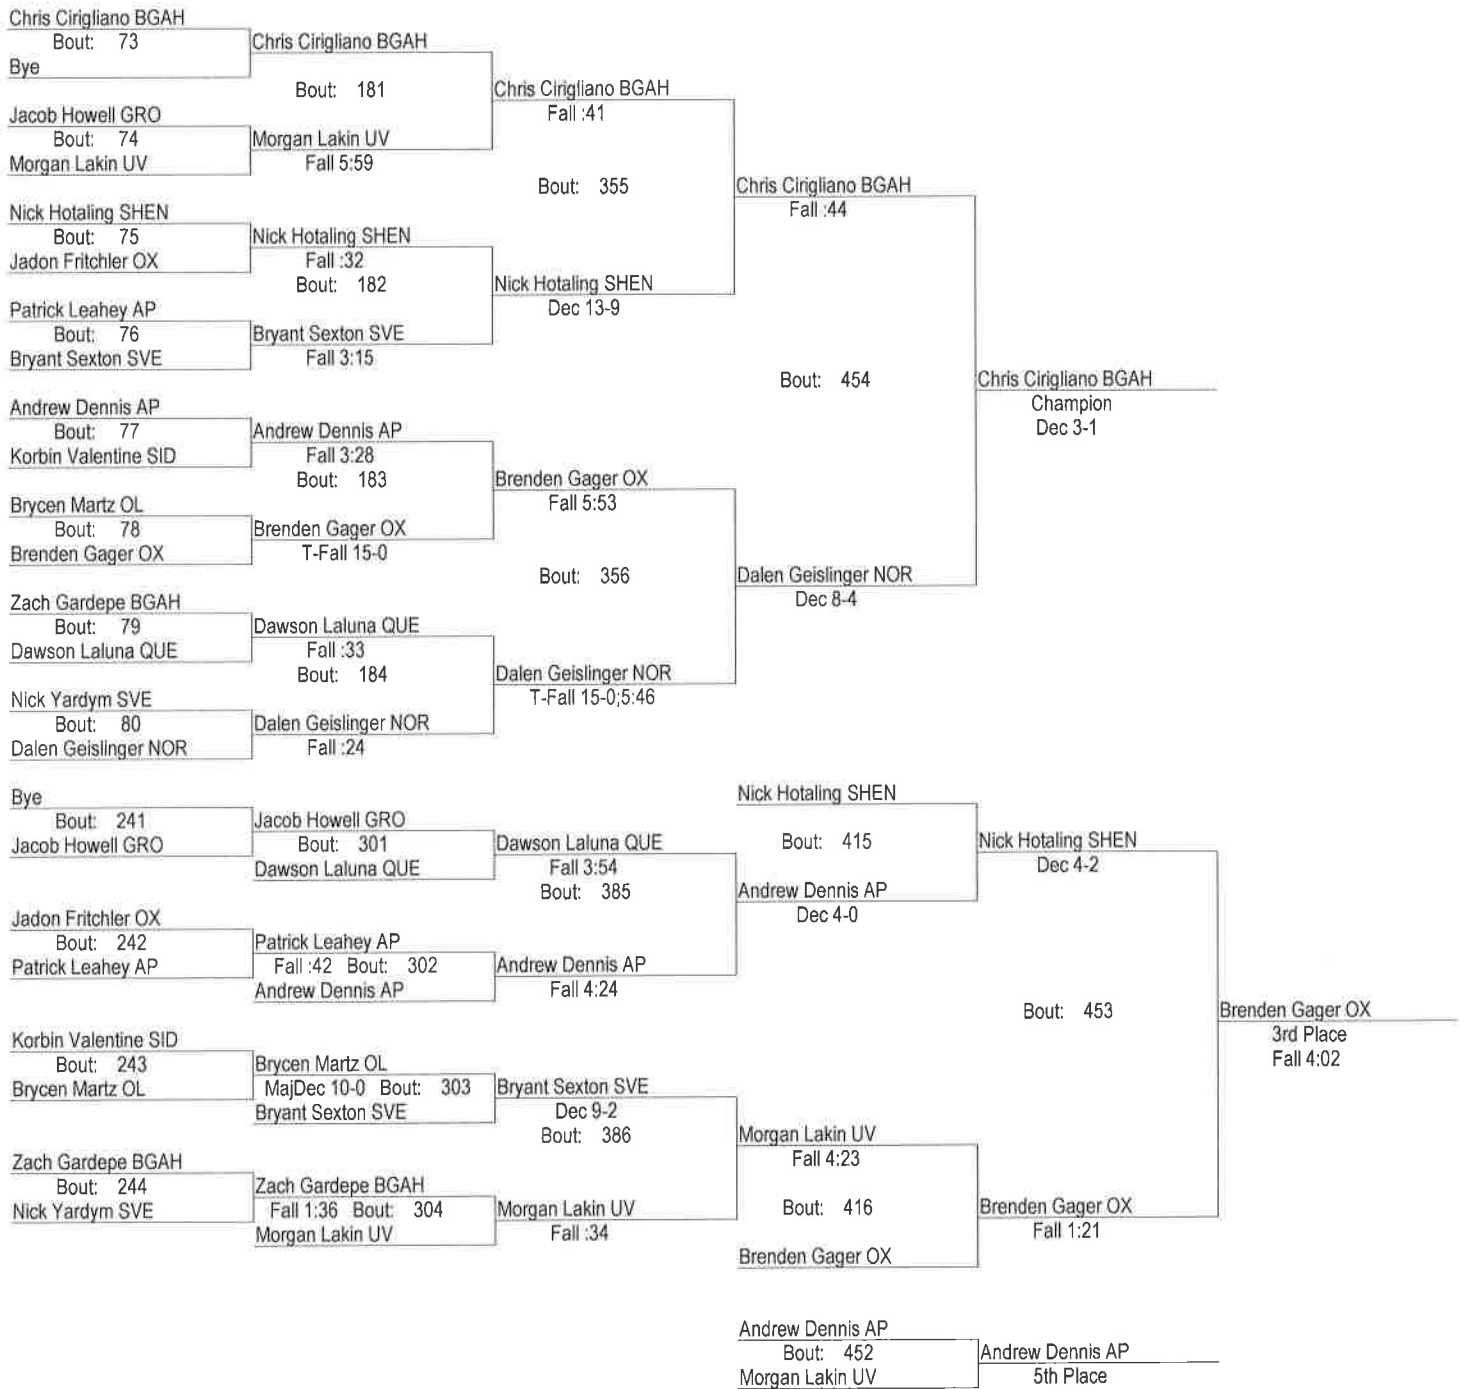 Chris Cirigliano BGAH
Bout: 73
Bye
Jacob Howell GRO
Bout: 74
Morgan Lakin UV
Nick Hotaling SHEN
Bout: 75
Jadon Fritchler OX
Patrick Leahey AP
Bout: 76
Bryant Sexton SVE
Andrew Dennis AP
Bout: 77
Korbin Valentine SID
Brycen Martz OL
Bout: 78
Brenden Gager OX
Zach Gardepe BGAH
Bout: 79
Dawson Laluna QUE
Nick Yardym SVE
Bout: 80
Dalen Geislinger NOR
Chris Cirigliano BGAH
Bout: 181
Morgan Lakin UV
Fall 5:59
Nick Hotaling SHEN
Fall :32
Bout: 182
Bryant Sexton SVE
Fall 3:15
Andrew Dennis AP
Fall 3:28
Bout: 183
Brenden Gager OX
T-Fall 15-0
Dawson Laluna QUE
Fall :33
Bout: 184
Dalen Geislinger NOR
Fall :24
Chris Cirigliano BGAH
Fall :41
Bout: 355
Nick Hotaling SHEN
Dec 13-9
Brenden Gager OX
Fall 5:53
Bout: 356
Dalen Geislinger NOR
T-Fall 15-0;5:46
Chris Cirigliano BGAH
Fall :44
Bout: 454
Dalen Geislinger NOR
Dec 8-4
Chris Cirigliano BGAH
Champion
Dec 3-1
Bye
Bout: 241
Jacob Howell GRO
Jadon Fritchler OX
Bout: 242
Patrick Leahey AP
Korbin Valentine SID
Bout: 243
Brycen Martz OL
Zach Gardepe BGAH
Bout: 244
Nick Yardym SVE
Jacob Howell GRO
Bout: 301
Dawson Laluna QUE
Patrick Leahey AP
Fall :42 Bout: 302
Andrew Dennis AP
Brycen Martz OL
MajDec 10-0 Bout: 303
Bryant Sexton SVE
Zach Gardepe BGAH
Fall 1:36 Bout: 304
Morgan Lakin UV
Dawson Laluna QUE
Fall 3:54
Bout: 385
Andrew Dennis AP
Fall 4:24
Bryant Sexton SVE
Dec 9-2
Bout: 386
Morgan Lakin UV
Fall :34
Nick Hotaling SHEN
Bout: 415
Andrew Dennis AP
Dec 4-0
Morgan Lakin UV
Fall 4:23
Bout: 416
Brenden Gager OX
Nick Hotaling SHEN
Dec 4-2
Bout: 453
Brenden Gager OX
Fall 1:21
Brenden Gager OX
3rd Place
Fall 4:02
Andrew Dennis AP
Bout: 452
Morgan Lakin UV
Andrew Dennis AP
5th Place